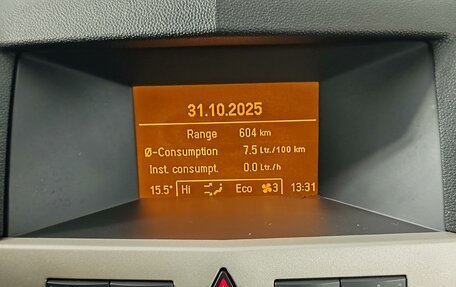 31.10.2025
Range 604 km
Ø-Consumption 7.5 Ltr./100 km
Inst. consumpt. 0.0 Ltr./h
15.5° Hi Eco 3 13:31